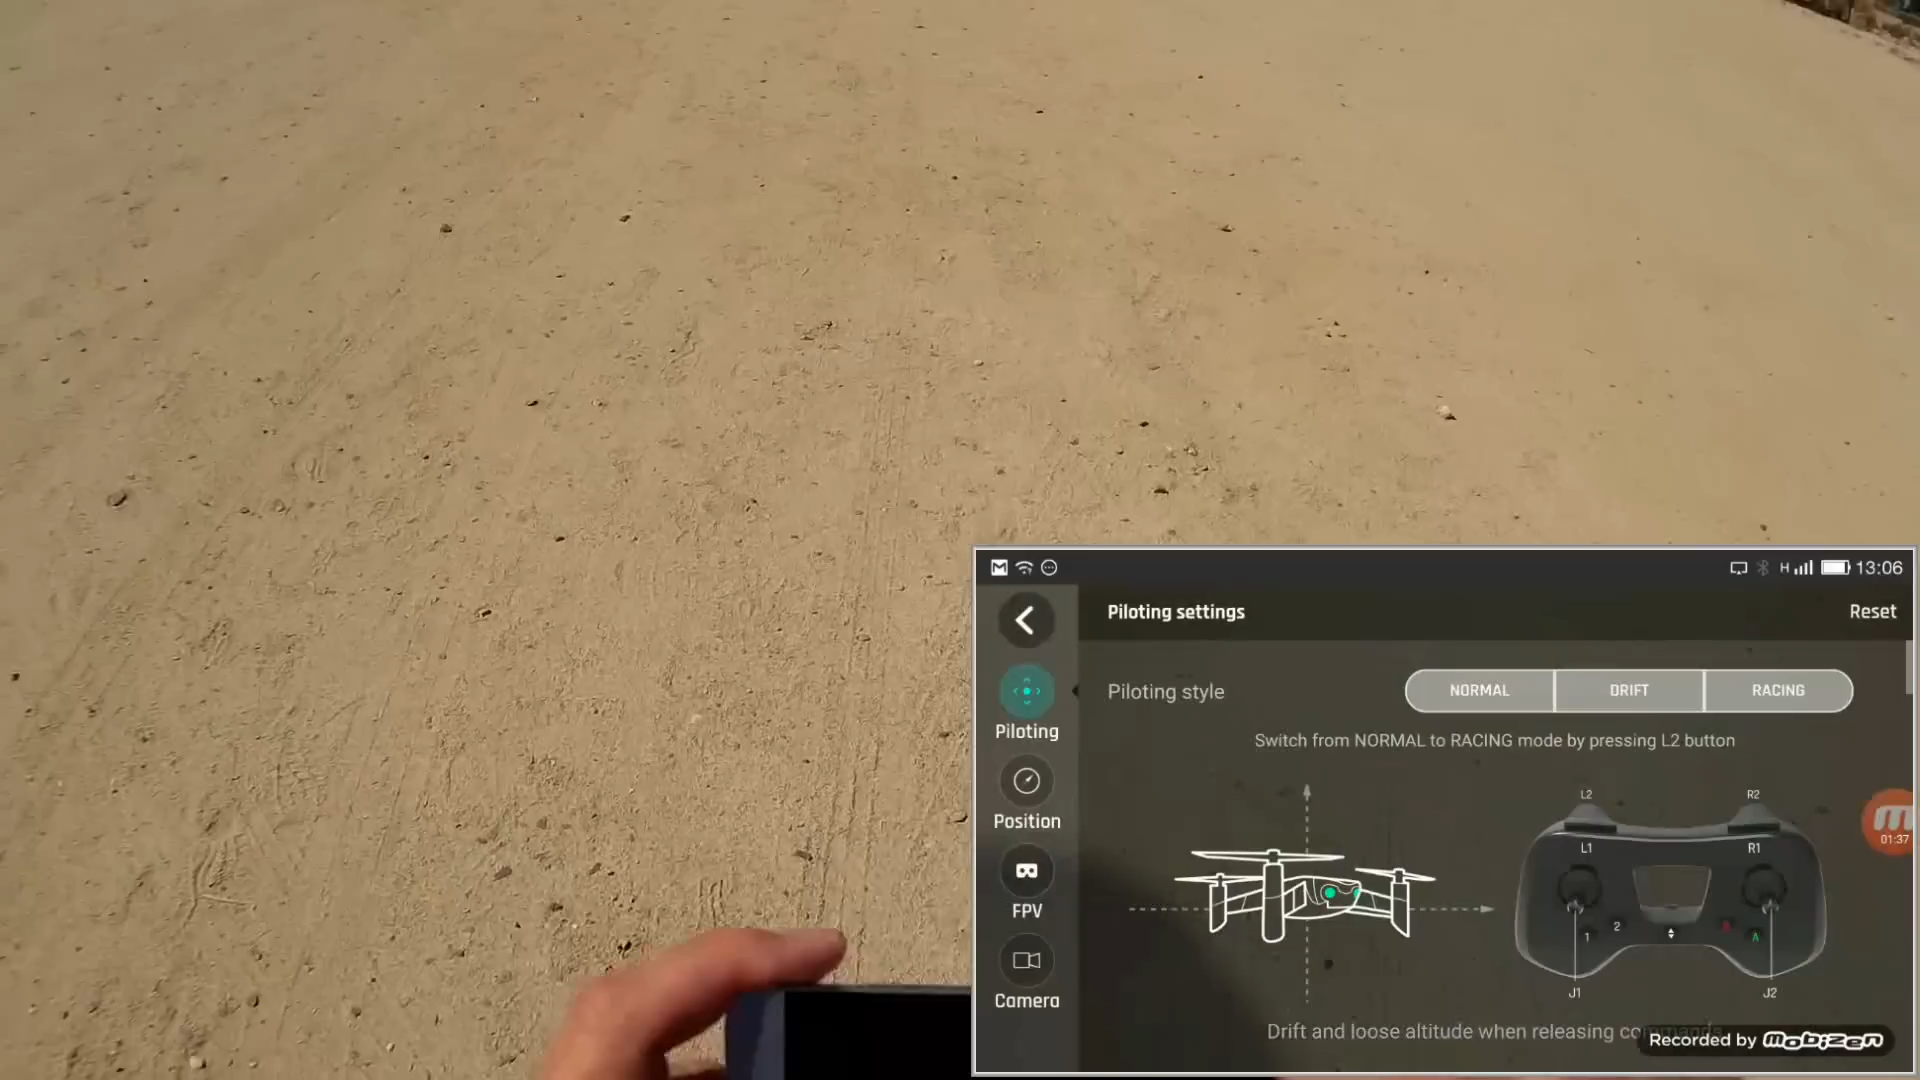 13:06
Piloting settings
Reset
Piloting style
NORMAL
DRIFT
RACING
Switch from NORMAL to RACING mode by pressing L2 button
Piloting
Position
FPV
Camera
L2
R2
L1
R1
1
2
A
J1
J2
H
01:37
Drift and loose altitude when releasing commands
Recorded by mobizen